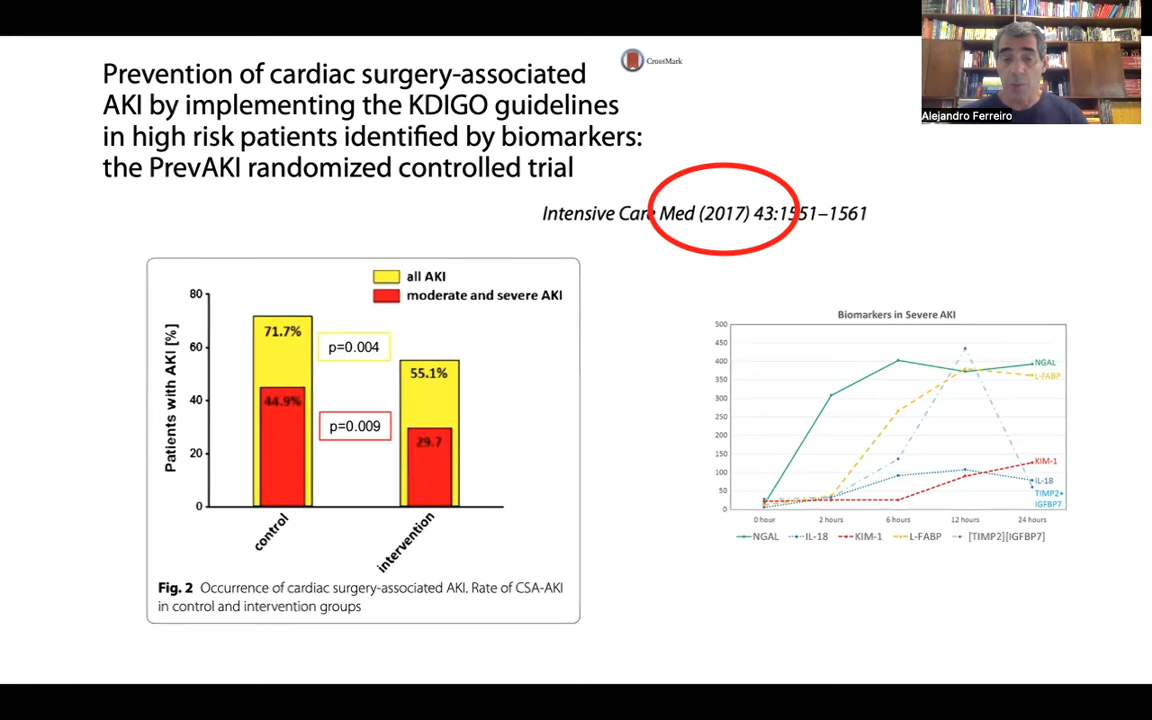 CrossMark
Alejandro Ferreiro
Prevention of cardiac surgery-associated
AKI by implementing the KDIGO guidelines
in high risk patients identified by biomarkers:
the PrevAKI randomized controlled trial
Intensive Care Med (2017) 43:1551–1561
all AKI
moderate and severe AKI
Patients with AKI [%]
80
60
40
20
0
71.7%
44.9%
p=0.004
p=0.009
55.1%
29.7
control
intervention
Fig. 2 Occurrence of cardiac surgery-associated AKI. Rate of CSA-AKI
in control and intervention groups
Biomarkers in Severe AKI
500
450
400
350
300
250
200
150
100
50
0
NGAL
L-FABP
KIM-1
IL-18
TIMP2•
IGFBP7
0 hour 2 hours 6 hours 12 hours 24 hours
NGAL IL-18 KIM-1 L-FABP [TIMP2][IGFBP7]